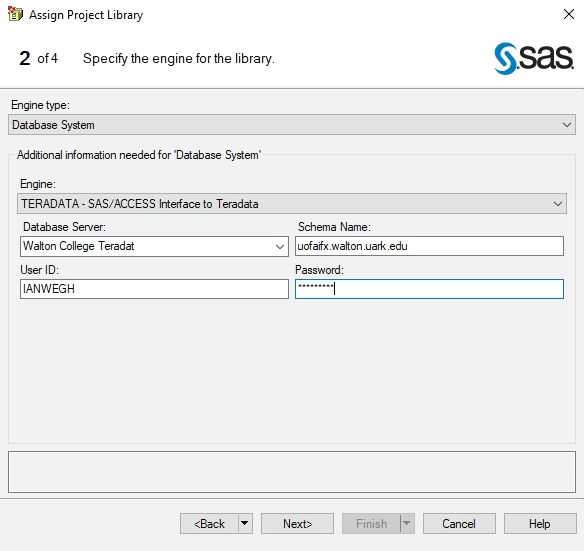 Assign Project Library
2 of 4 Specify the engine for the library.
sas
Engine type:
Database System
Additional information needed for 'Database System'
Engine:
TERADATA - SAS/ACCESS Interface to Teradata
Database Server: Schema Name:
Walton College Teradat uofaifx.walton.uark.edu
User ID: Password:
IANWEGH *********
<Back Next> Finish Cancel Help